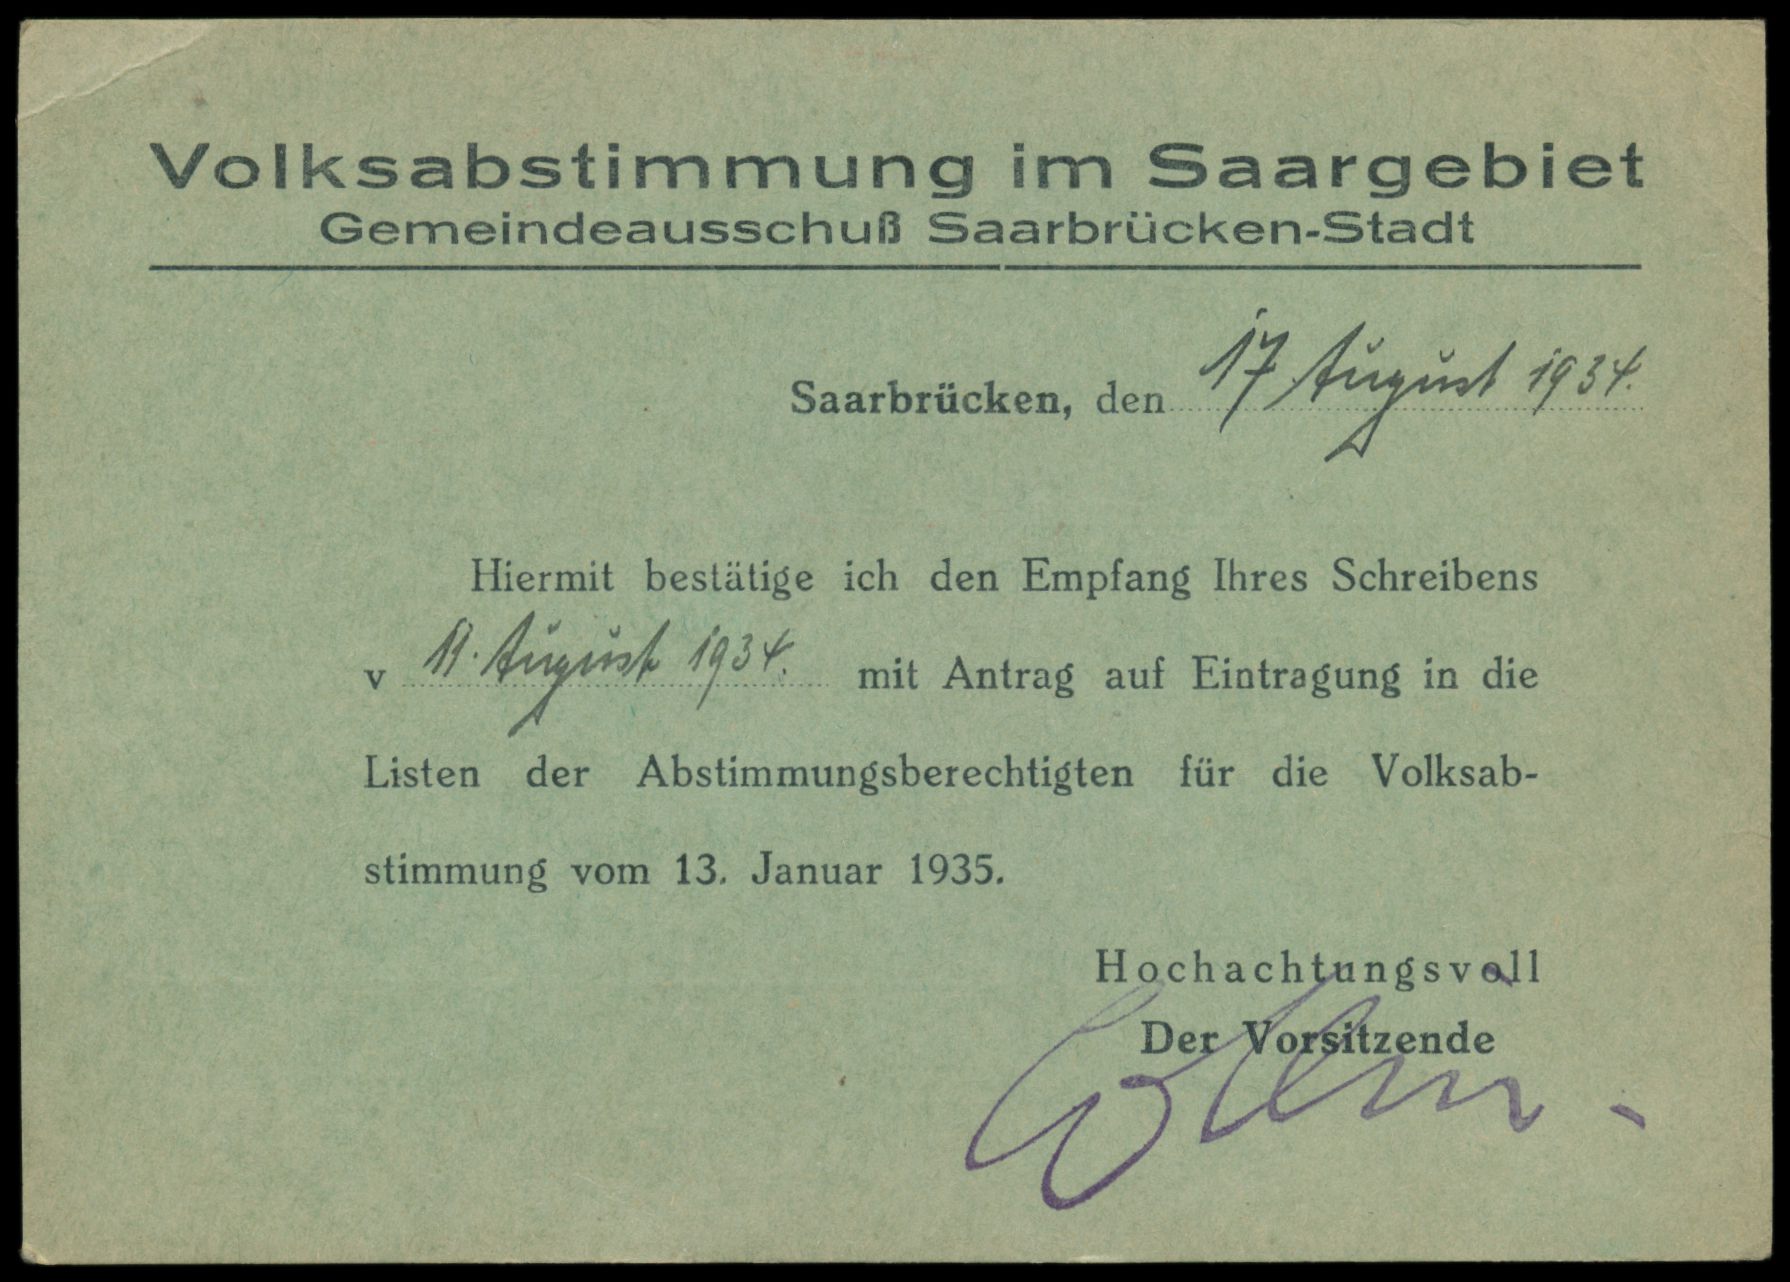 Volksabstimmung im Saargebiet
Gemeindeausschuß Saarbrücken-Stadt
Saarbrücken, den 17 August 1934.
Hiermit bestätige ich den Empfang Ihres Schreibens
v 11. August 1934. mit Antrag auf Eintragung in die
Listen der Abstimmungsberechtigten für die Volksab-
stimmung vom 13. Januar 1935.
Hochachtungsvoll
Der Vorsitzende